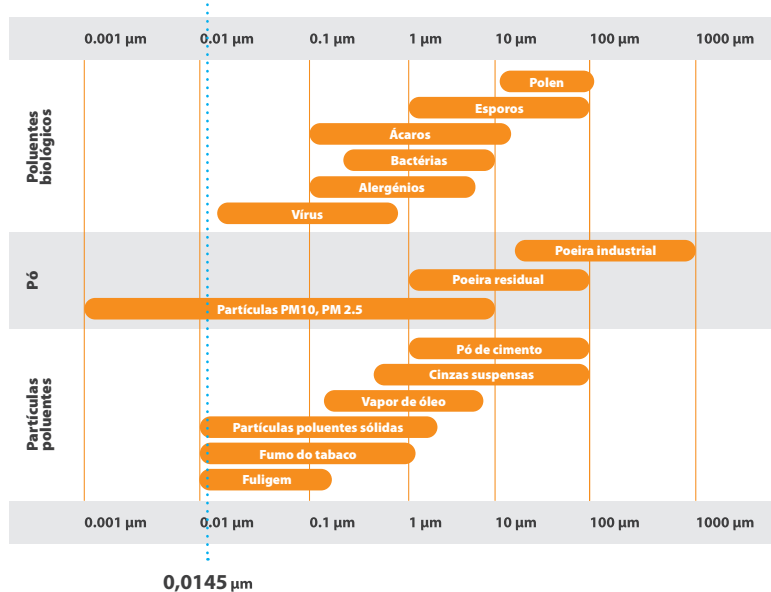 0.001 µm 0.01 µm 0.1 µm 1 µm 10 µm 100 µm 1000 µm
Poluentes
biológicos
Polen
Esporos
Ácaros
Bactérias
Alergénios
Vírus
Pó
Poeira industrial
Poeira residual
Partículas PM10, PM 2.5
Partículas
poluentes
Pó de cimento
Cinzas suspensas
Vapor de óleo
Partículas poluentes sólidas
Fumo do tabaco
Fuligem
0.001 µm 0.01 µm 0.1 µm 1 µm 10 µm 100 µm 1000 µm
0,0145 µm